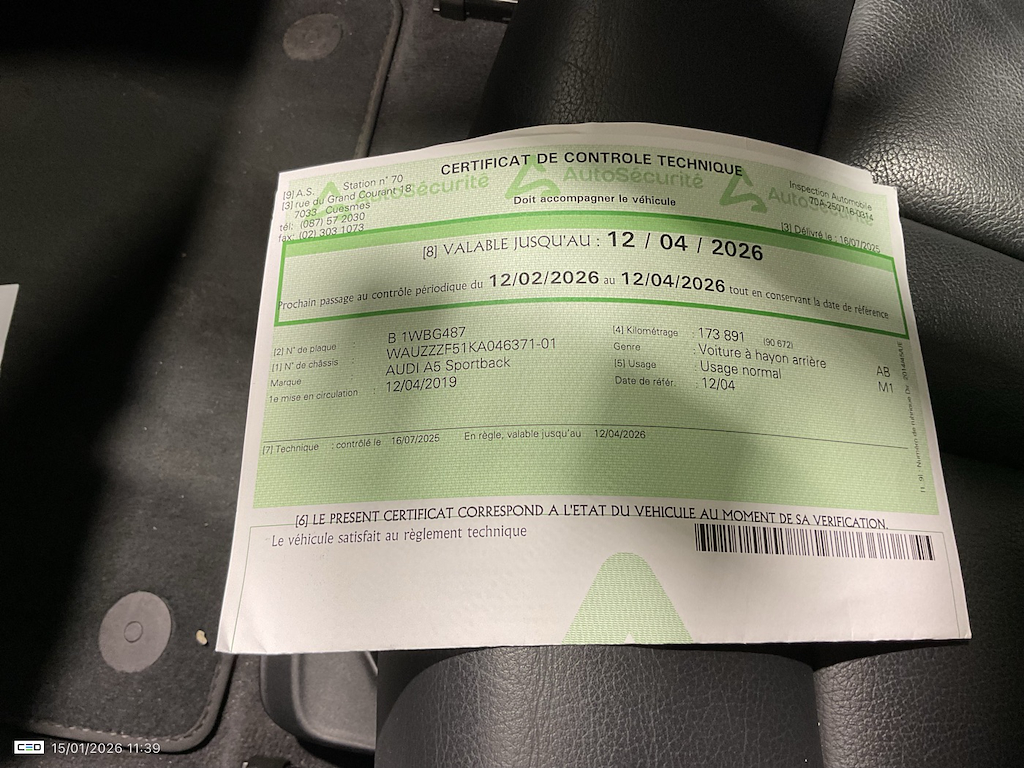 CERTIFICAT DE CONTROLE TECHNIQUE
AutoSécurité AutoSécurité AutoSécurité
Doit accompagner le véhicule
[9] A.S. Station n° 70
[3] rue du Grand Courant 18
7033 Cuesmes
tél: (087) 57 2030
fax: (02) 303 1073
Inspection Automobile
70A-250716-0314
[3] Délivré le : 16/07/2025
[8] VALABLE JUSQU'AU : 12 / 04 / 2026
Prochain passage au contrôle périodique du 12/02/2026 au 12/04/2026 tout en conservant la date de référence
[2] N° de plaque B 1WBG487
[1] N° de châssis WAUZZZF51KA046371-01
Marque AUDI A5 Sportback
1e mise en circulation : 12/04/2019
[4] Kilométrage : 173 891 (90 672)
Genre : Voiture à hayon arrière AB
[5] Usage : Usage normal M1
Date de référ. : 12/04
[7] Technique : contrôlé le 16/07/2025 En règle, valable jusqu'au 12/04/2026
[6] LE PRESENT CERTIFICAT CORRESPOND A L'ETAT DU VEHICULE AU MOMENT DE SA VERIFICATION.
Le véhicule satisfait au règlement technique
CEO 15/01/2026 11:39